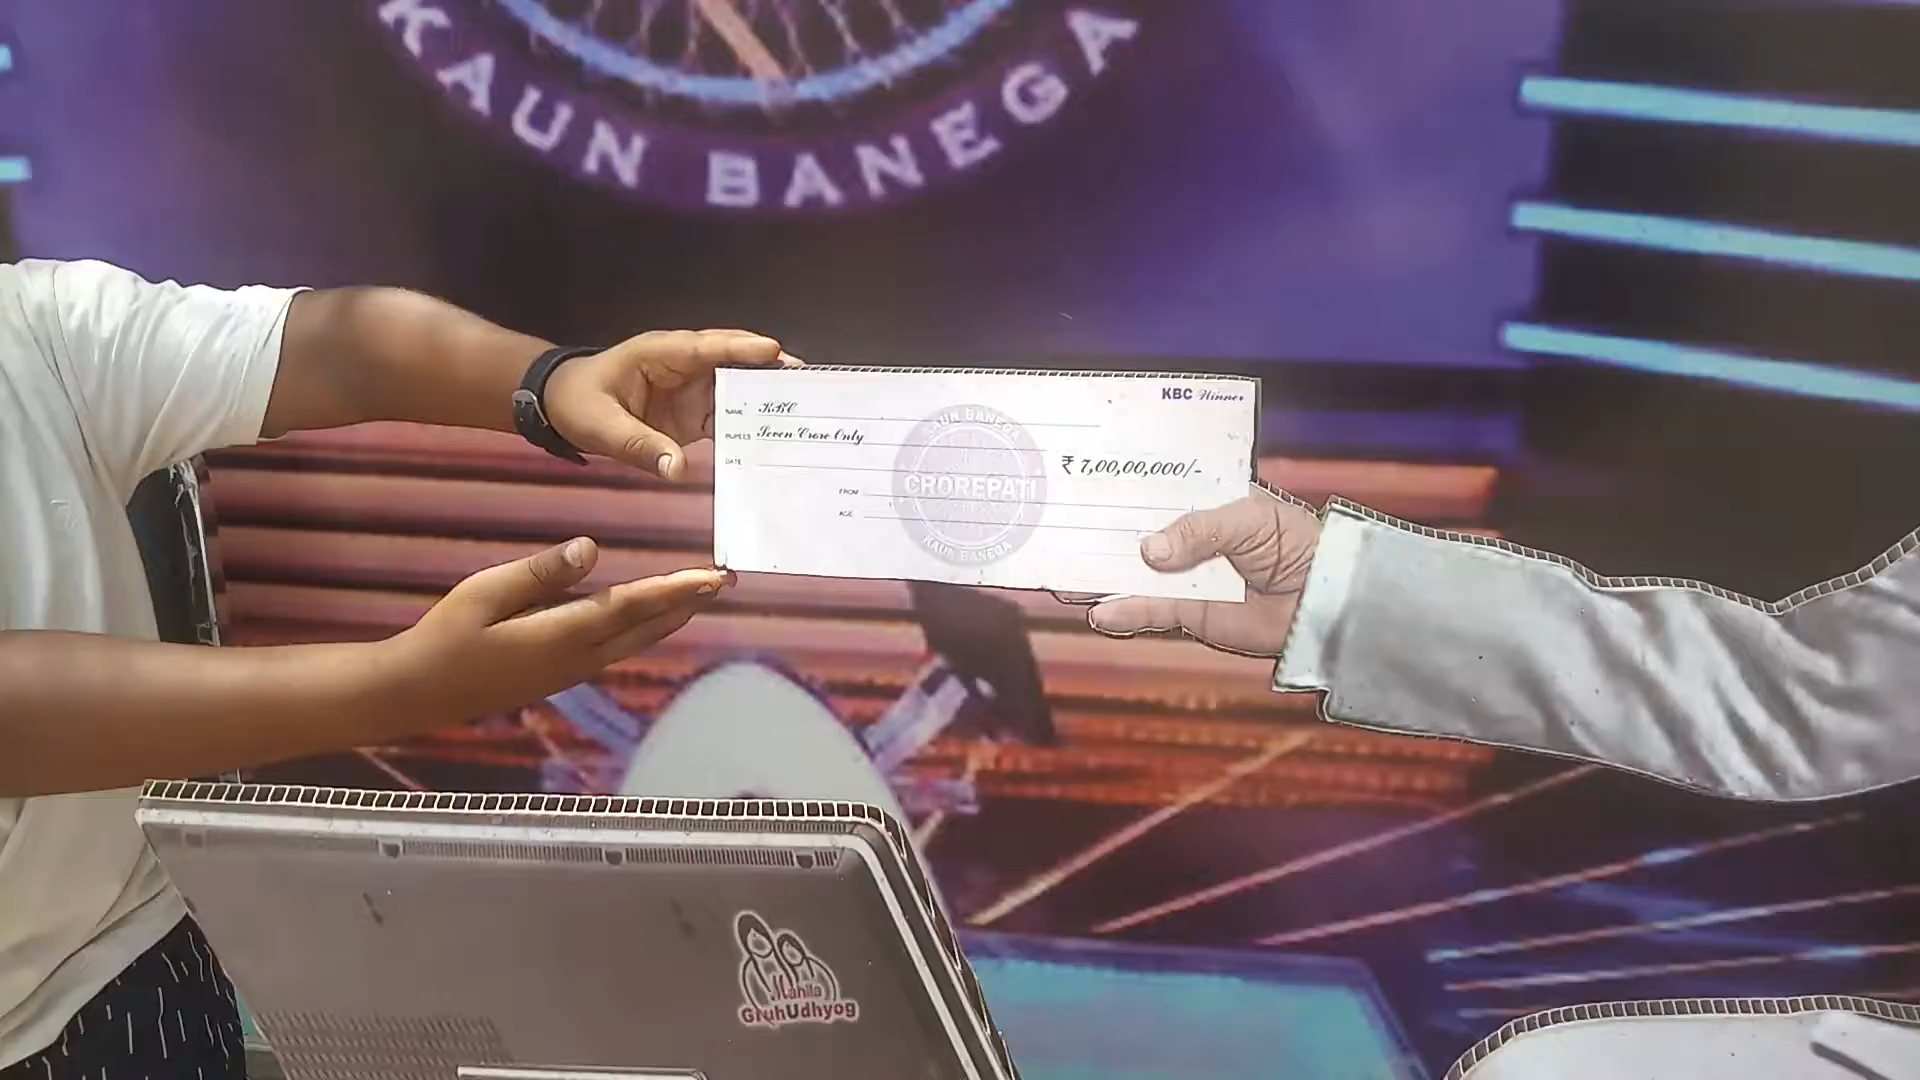 KAUN BANEGA
KBC Winner
NAME KBC
RUPEES Seven Crore Only
DATE
₹ 7,00,00,000/-
FROM
AGE
KAUN BANEGA
CROREPATI
KAUN BANEGA
Mahila
GruhUdhyog